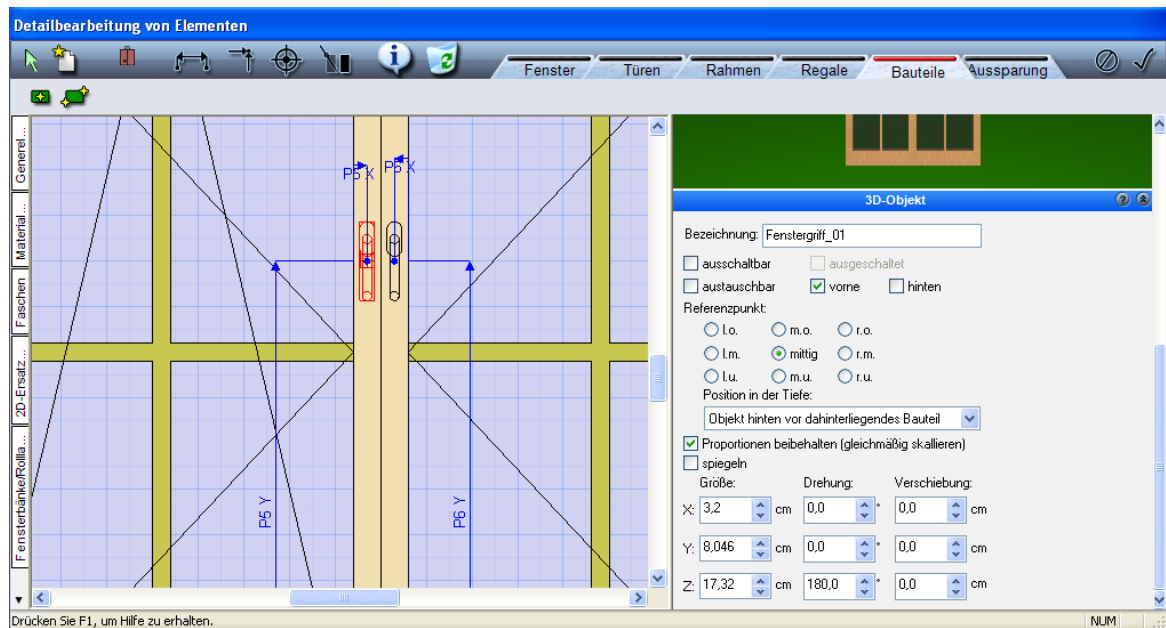 Detailbearbeitung von Elementen
Fenster Türen Rahmen Regale Bauteile Aussparung
Generel...
Material...
Faschen
2D-Ersatz...
Fensterbänke/Rolla...
P5 X P5 X
P5 Y P6 Y
3D-Objekt
Bezeichnung: Fenstergriff_01
ausschaltbar ausgeschaltet
austauschbar vorne hinten
Referenzpunkt:
l.o. m.o. r.o.
l.m. mittig r.m.
l.u. m.u. r.u.
Position in der Tiefe:
Objekt hinten vor dahinterliegendes Bauteil
Proportionen beibehalten (gleichmäßig skallieren)
spiegeln
Größe: Drehung: Verschiebung:
X: 3,2 cm 0,0 ° 0,0 cm
Y: 8,046 cm 0,0 ° 0,0 cm
Z: 17,32 cm 180,0 ° 0,0 cm
Drücken Sie F1, um Hilfe zu erhalten. NUM